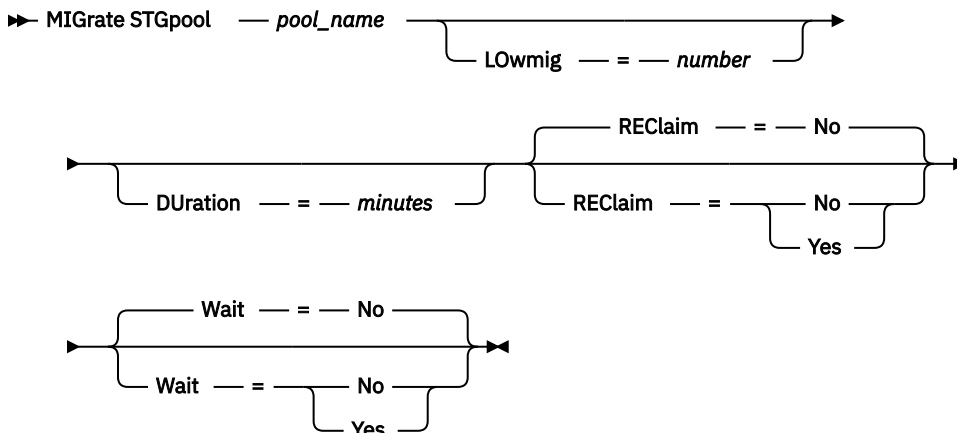 MIGrate STGpool pool_name
LOwmig = number
REClaim = No
DUration = minutes REClaim = No
Yes
Wait = No
Wait = No
Yes